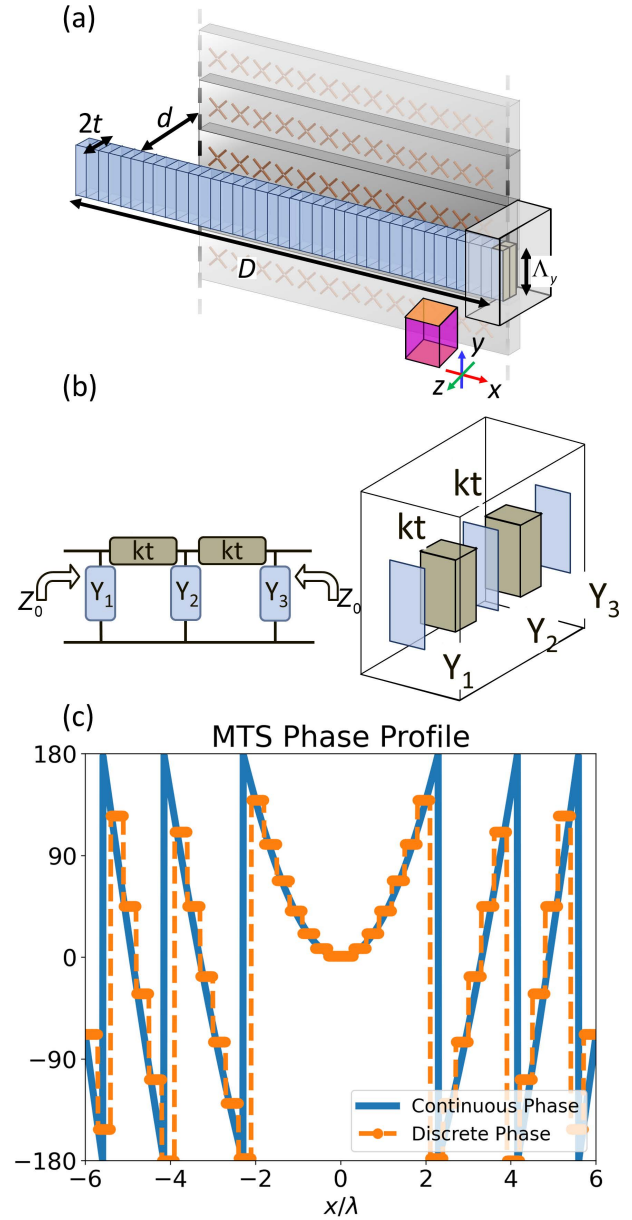 (a)
2t
d
D
Λy
y
z
x
(b)
kt
kt
kt
kt
Y1
Y2
Y3
Z0
Z0
Y3
Y2
Y1
(c)
MTS Phase Profile
180
90
0
−90
−180
Continuous Phase
Discrete Phase
−6 −4 −2 0 2 4 6
x/λ